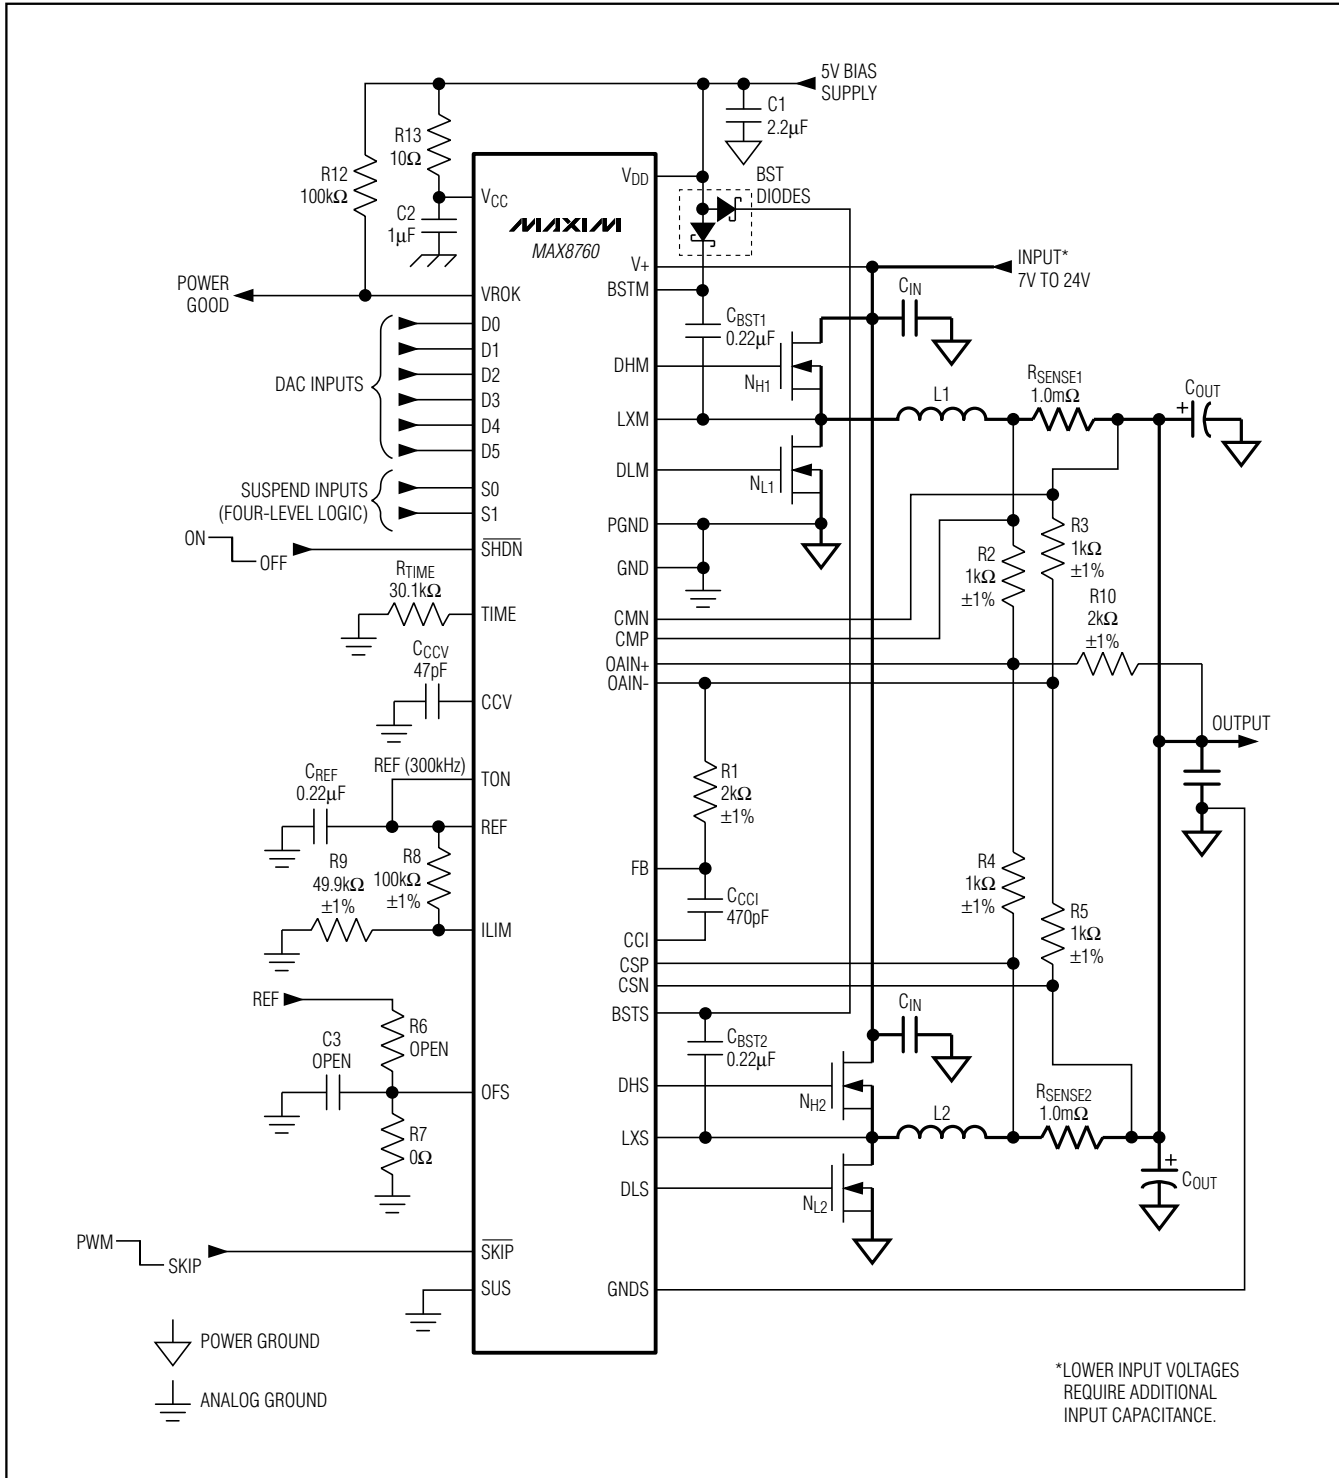 5V BIAS
SUPPLY
C1
2.2µF
R13
10Ω
R12
100kΩ
C2
1µF
BST
DIODES
VDD
VCC
MAXIM
MAX8760
V+
INPUT*
7V TO 24V
POWER
GOOD
VROK
BSTM
CIN
CBST1
0.22µF
DAC INPUTS
D0
D1
D2
D3
D4
D5
DHM
NH1
LXM
L1
RSENSE1
1.0mΩ
COUT
+
DLM
NL1
SUSPEND INPUTS
(FOUR-LEVEL LOGIC)
S0
S1
PGND
ON
OFF
SHDN
GND
R2
1kΩ
±1%
R3
1kΩ
±1%
R10
2kΩ
±1%
RTIME
30.1kΩ
TIME
CMN
CMP
OAIN+
OAIN-
CCCV
47pF
CCV
OUTPUT
REF (300kHz)
TON
CREF
0.22µF
REF
R1
2kΩ
±1%
R9
49.9kΩ
±1%
R8
100kΩ
±1%
ILIM
FB
CCCI
470pF
CCI
R4
1kΩ
±1%
R5
1kΩ
±1%
CSP
CSN
REF
R6
OPEN
C3
OPEN
OFS
R7
0Ω
BSTS
CBST2
0.22µF
CIN
DHS
NH2
LXS
L2
RSENSE2
1.0mΩ
DLS
NL2
+
COUT
PWM
SKIP
SKIP
SUS
GNDS
POWER GROUND
ANALOG GROUND
*LOWER INPUT VOLTAGES
REQUIRE ADDITIONAL
INPUT CAPACITANCE.